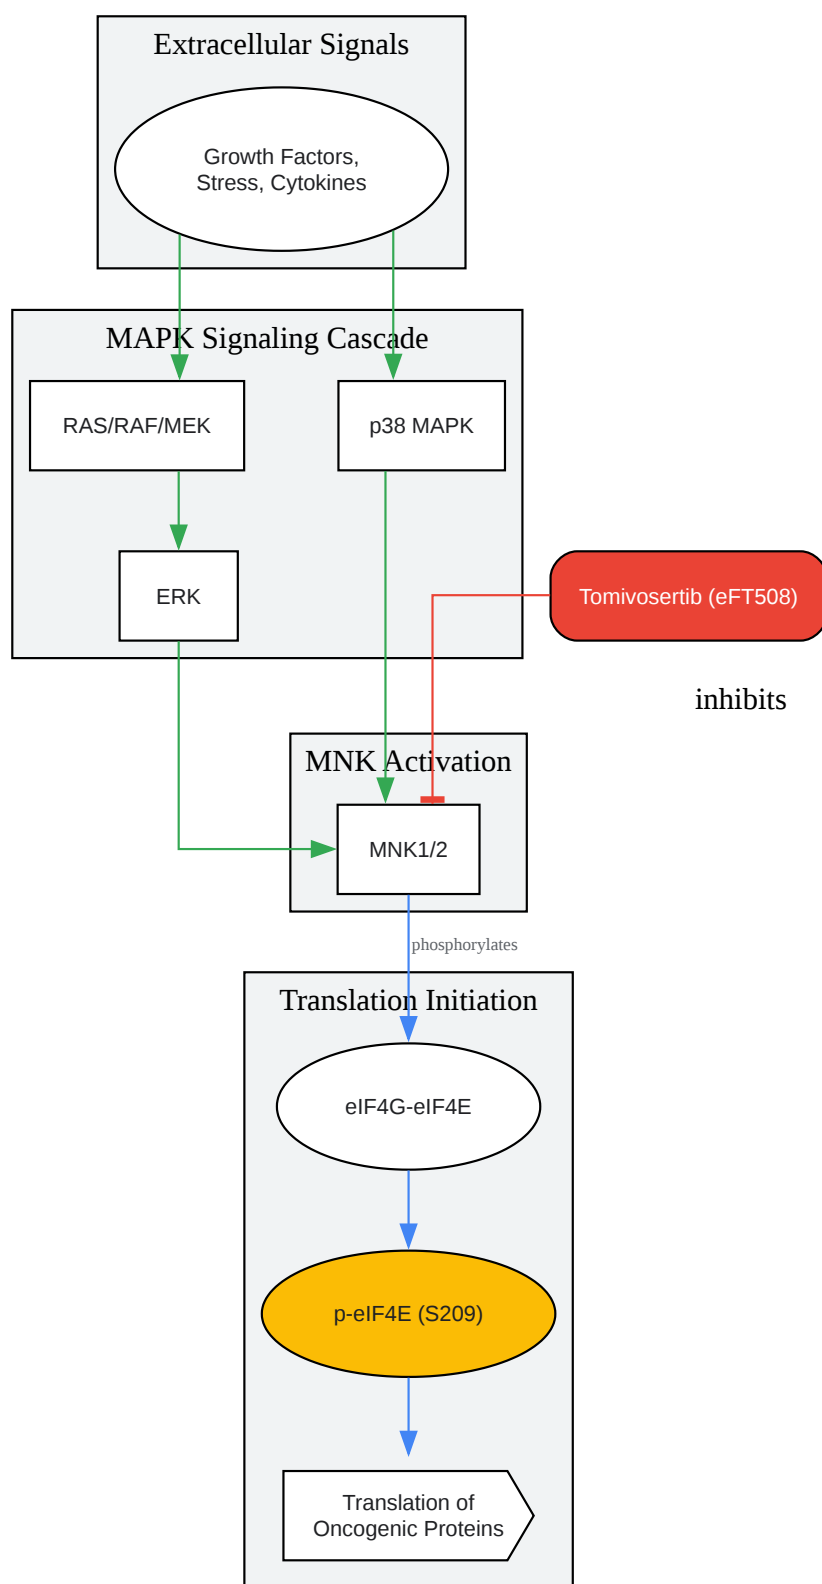 Extracellular Signals
Growth Factors,
Stress, Cytokines
MAPK Signaling Cascade
RAS/RAF/MEK
p38 MAPK
ERK
Tomivosertib (eFT508)
inhibits
MNK Activation
MNK1/2
phosphorylates
Translation Initiation
eIF4G-eIF4E
p-eIF4E (S209)
Translation of
Oncogenic Proteins